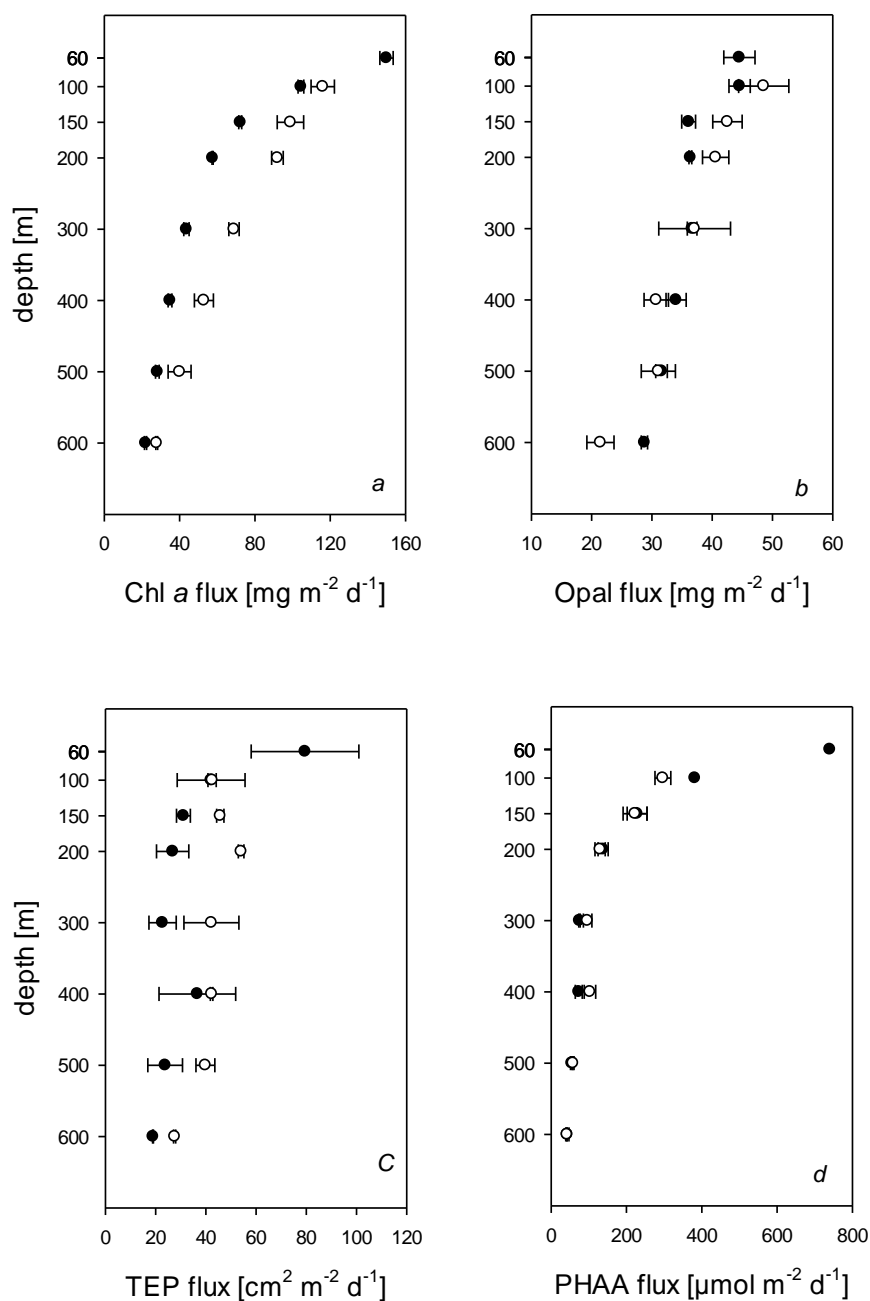 60
100
150
200
300
400
500
600
depth [m]
a
0 40 80 120 160
Chl a flux [mg m⁻² d⁻¹]
60
100
150
200
300
400
500
600
b
10 20 30 40 50 60
Opal flux [mg m⁻² d⁻¹]
60
100
150
200
300
400
500
600
depth [m]
C
0 20 40 60 80 100 120
TEP flux [cm² m⁻² d⁻¹]
60
100
150
200
300
400
500
600
d
0 200 400 600 800
PHAA flux [µmol m⁻² d⁻¹]